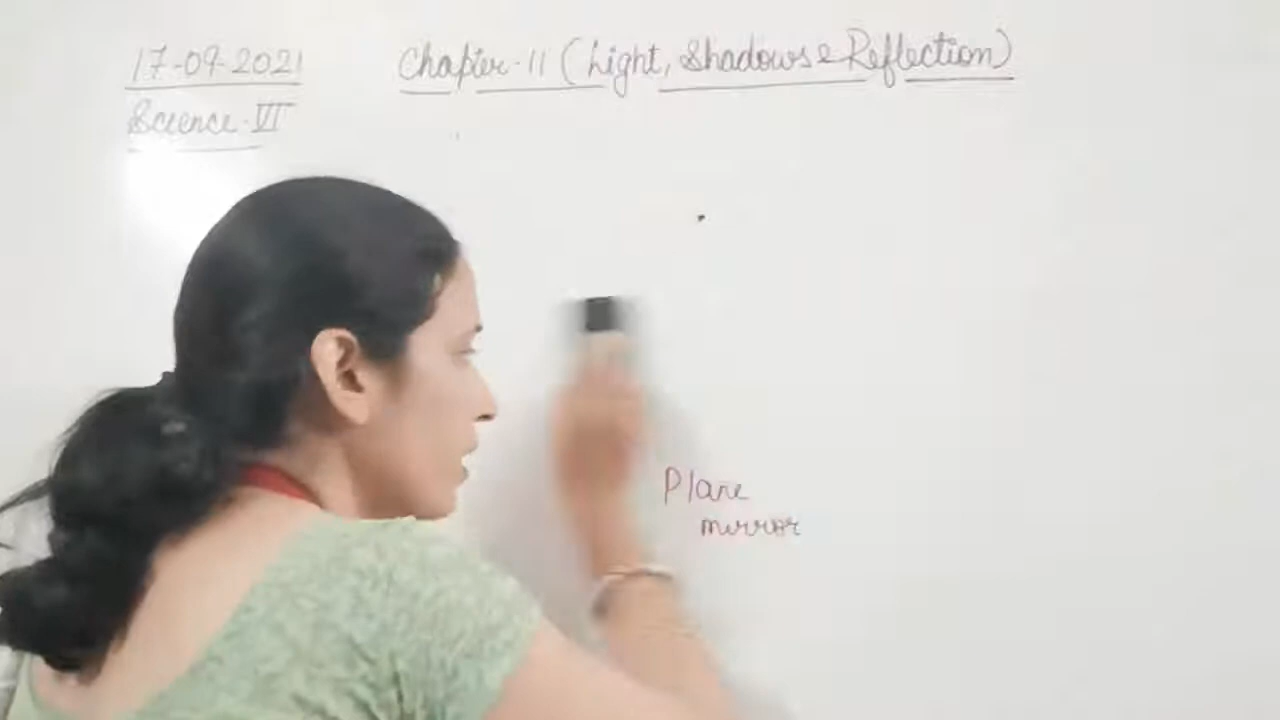 17-09-2021
Chapter-11 (Light, Shadows & Reflection)
Science-VI
Plane
mirror